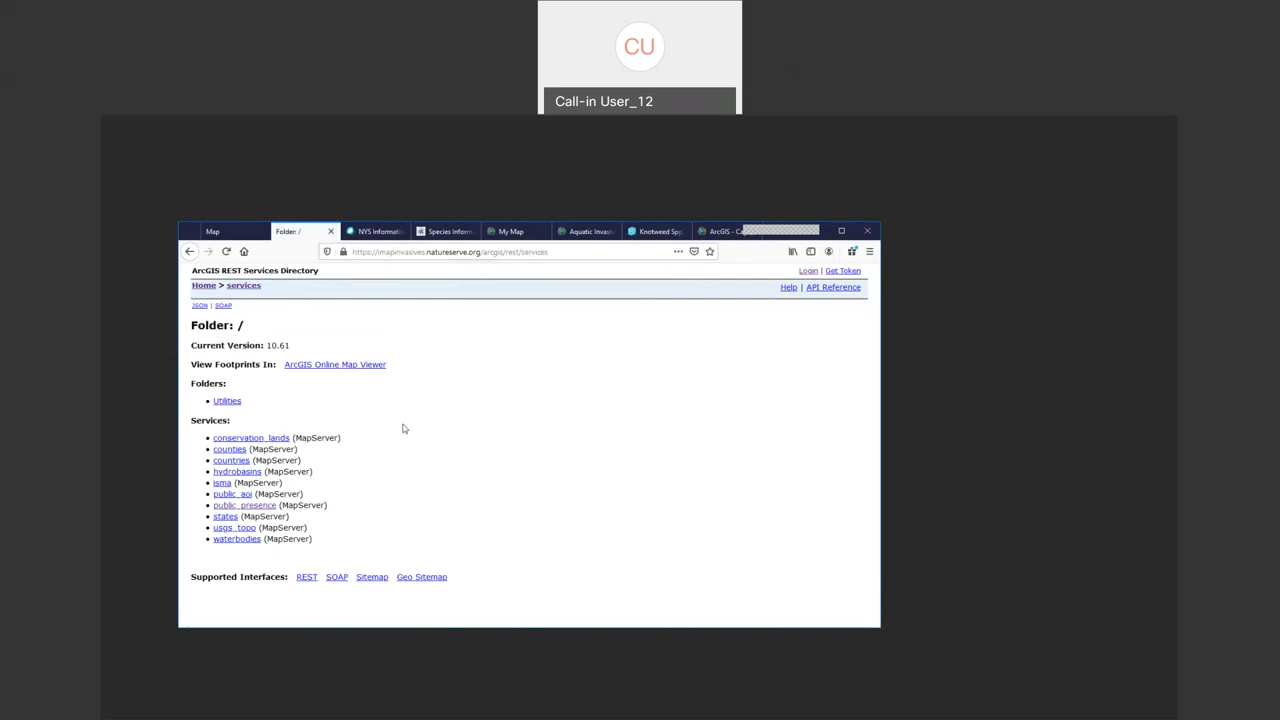 CU
Call-in User_12
Map
Folder: /
NYS Informati
Species Inform
My Map
Aquatic Invasi
Knotweed Spp
ArcGIS - Ca
https://imapinvasives.natureserve.org/arcgis/rest/services
ArcGIS REST Services Directory
Login | Get Token
Home > services
Help | API Reference
JSON | SOAP
Folder: /
Current Version: 10.61
View Footprints In: ArcGIS Online Map Viewer
Folders:
• Utilities
Services:
• conservation_lands (MapServer)
• counties (MapServer)
• countries (MapServer)
• hydrobasins (MapServer)
• isma (MapServer)
• public_aoi (MapServer)
• public_presence (MapServer)
• states (MapServer)
• usgs_topo (MapServer)
• waterbodies (MapServer)
Supported Interfaces: REST SOAP Sitemap Geo Sitemap